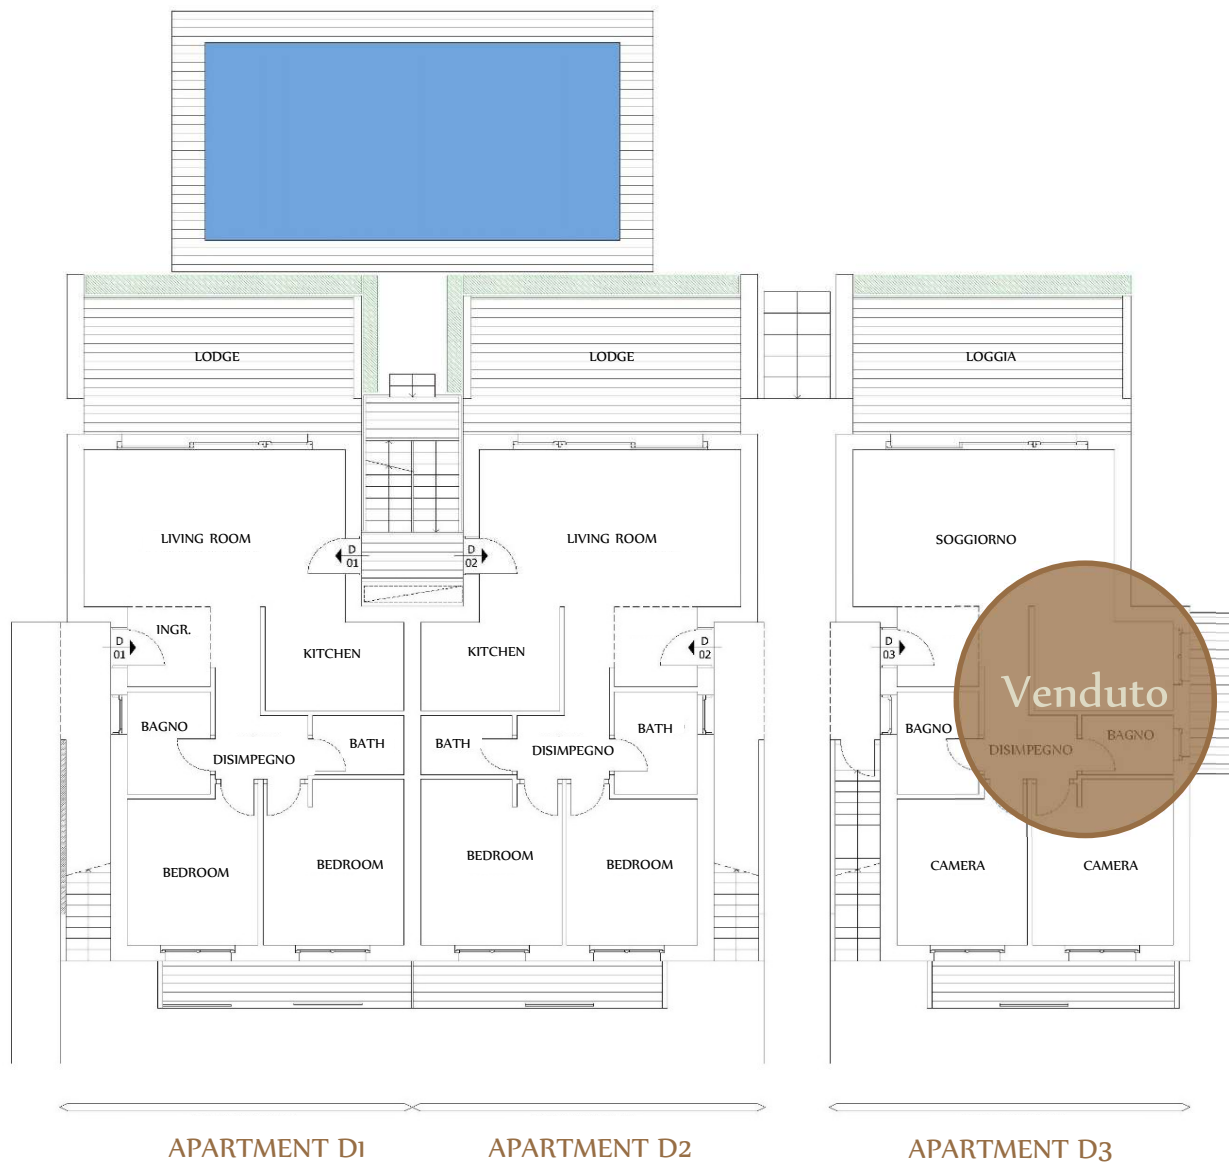 LODGE
LODGE
LOGGIA
LIVING ROOM
LIVING ROOM
SOGGIORNO
D
01
D
02
INGR.
D
01
KITCHEN
KITCHEN
D
02
D
03
Venduto
BAGNO
DISIMPEGNO
BATH
BATH
DISIMPEGNO
BATH
BAGNO
DISIMPEGNO
BAGNO
BEDROOM
BEDROOM
BEDROOM
BEDROOM
CAMERA
CAMERA
APARTMENT D1
APARTMENT D2
APARTMENT D3